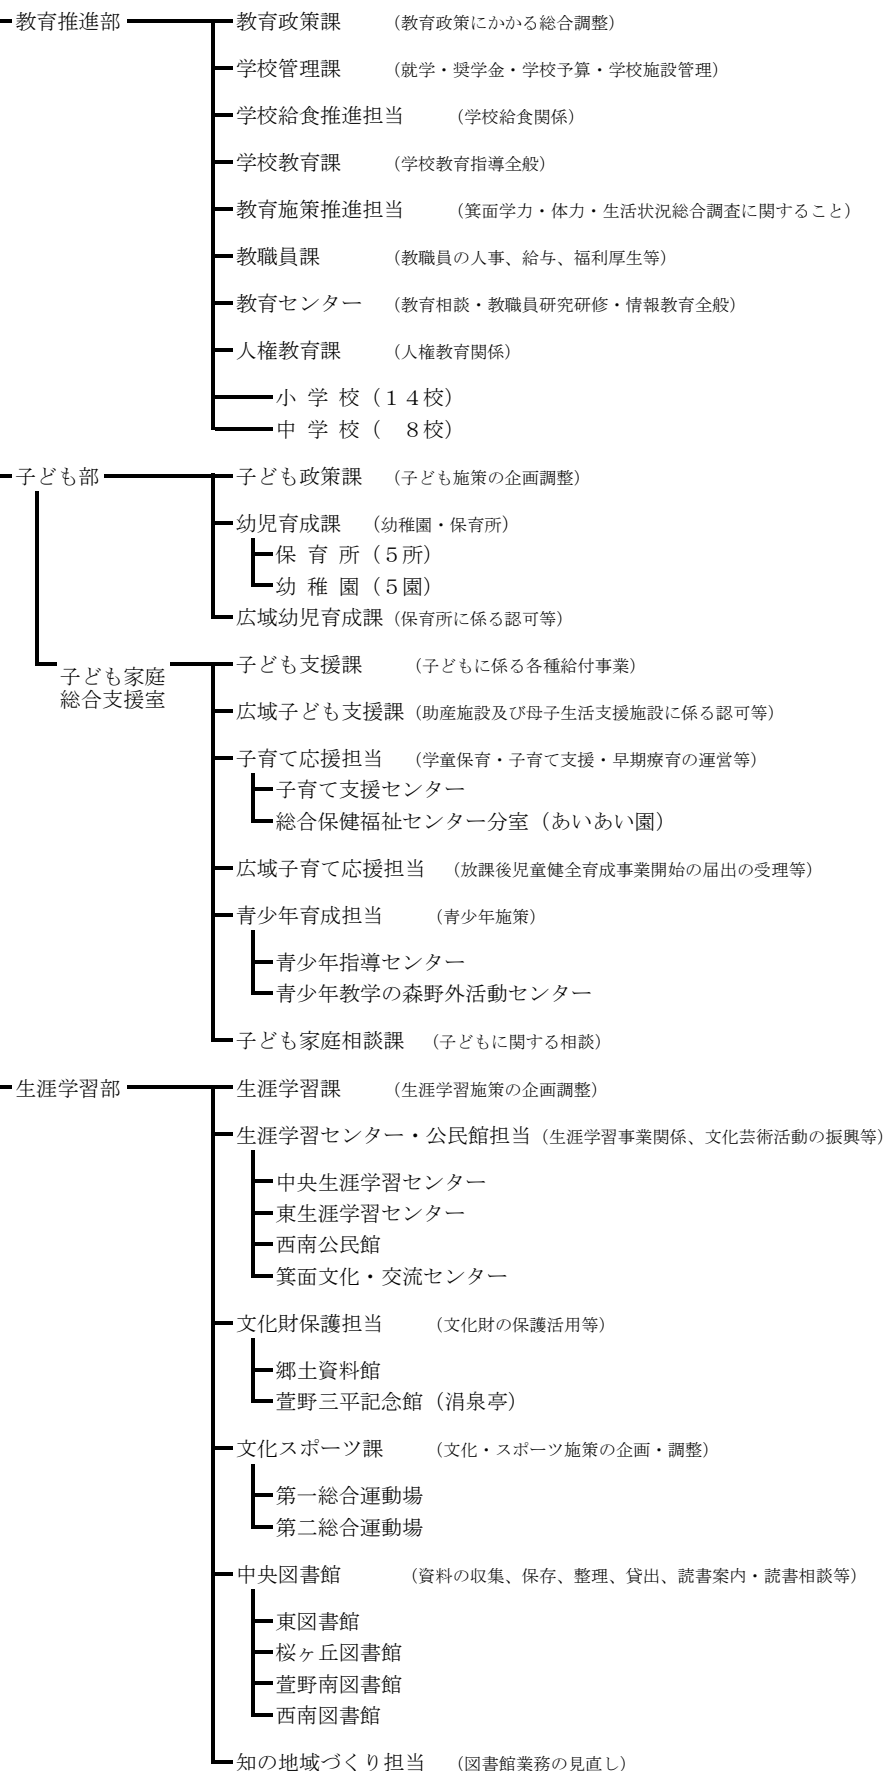 教育推進部 教育政策課 （教育政策にかかる総合調整）
学校管理課 （就学・奨学金・学校予算・学校施設管理）
学校給食推進担当 （学校給食関係）
学校教育課 （学校教育指導全般）
教育施策推進担当 （箕面学力・体力・生活状況総合調査に関すること）
教職員課 （教職員の人事、給与、福利厚生等）
教育センター （教育相談・教職員研究研修・情報教育全般）
人権教育課 （人権教育関係）
小 学 校（１４校）
中 学 校（　８校）
子ども部 子ども政策課 （子ども施策の企画調整）
幼児育成課 （幼稚園・保育所）
保 育 所（５所）
幼 稚 園（５園）
広域幼児育成課（保育所に係る認可等）
子ども家庭 子ども支援課 （子どもに係る各種給付事業）
総合支援室
広域子ども支援課（助産施設及び母子生活支援施設に係る認可等）
子育て応援担当 （学童保育・子育て支援・早期療育の運営等）
子育て支援センター
総合保健福祉センター分室（あいあい園）
広域子育て応援担当 （放課後児童健全育成事業開始の届出の受理等）
青少年育成担当 （青少年施策）
青少年指導センター
青少年教学の森野外活動センター
子ども家庭相談課 （子どもに関する相談）
生涯学習部 生涯学習課 （生涯学習施策の企画調整）
生涯学習センター・公民館担当（生涯学習事業関係、文化芸術活動の振興等）
中央生涯学習センター
東生涯学習センター
西南公民館
箕面文化・交流センター
文化財保護担当 （文化財の保護活用等）
郷土資料館
萱野三平記念館（涓泉亭）
文化スポーツ課 （文化・スポーツ施策の企画・調整）
第一総合運動場
第二総合運動場
中央図書館 （資料の収集、保存、整理、貸出、読書案内・読書相談等）
東図書館
桜ヶ丘図書館
萱野南図書館
西南図書館
知の地域づくり担当 （図書館業務の見直し）